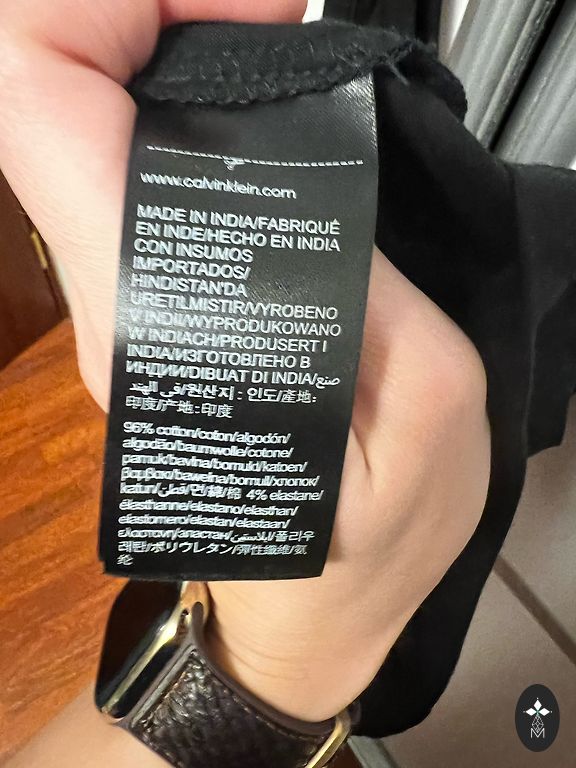 www.calvinklein.com
MADE IN INDIA/FABRIQUÉ
EN INDE/HECHO EN INDIA
CON INSUMOS
IMPORTADOS/
HINDISTAN'DA
URETILMISTIR/VYROBENO
V INDII/WYPRODUKOWANO
W INDIACH/PRODUSERT I
INDIA/ИЗГОТОВЛЕНО В
ИНДИИ/DIBUAT DI INDIA/صنع
في الهند/원산지 : 인도/產地:
印度/产地:印度
96% cotton/coton/algodón/
algodão/baumwolle/cotone/
pamuk/bavlna/bomuld/katoen/
βαμβαχι/bawełna/bomull/хлопок/
katun/قطن/면/綿/棉 4% elastane/
élasthanne/elastano/elasthan/
elastomero/elastan/elastaan/
ελαστανη/эластан/إيلاستين/폴리우
레탄/ポリウレタン/彈性纖維/氨
纶
M